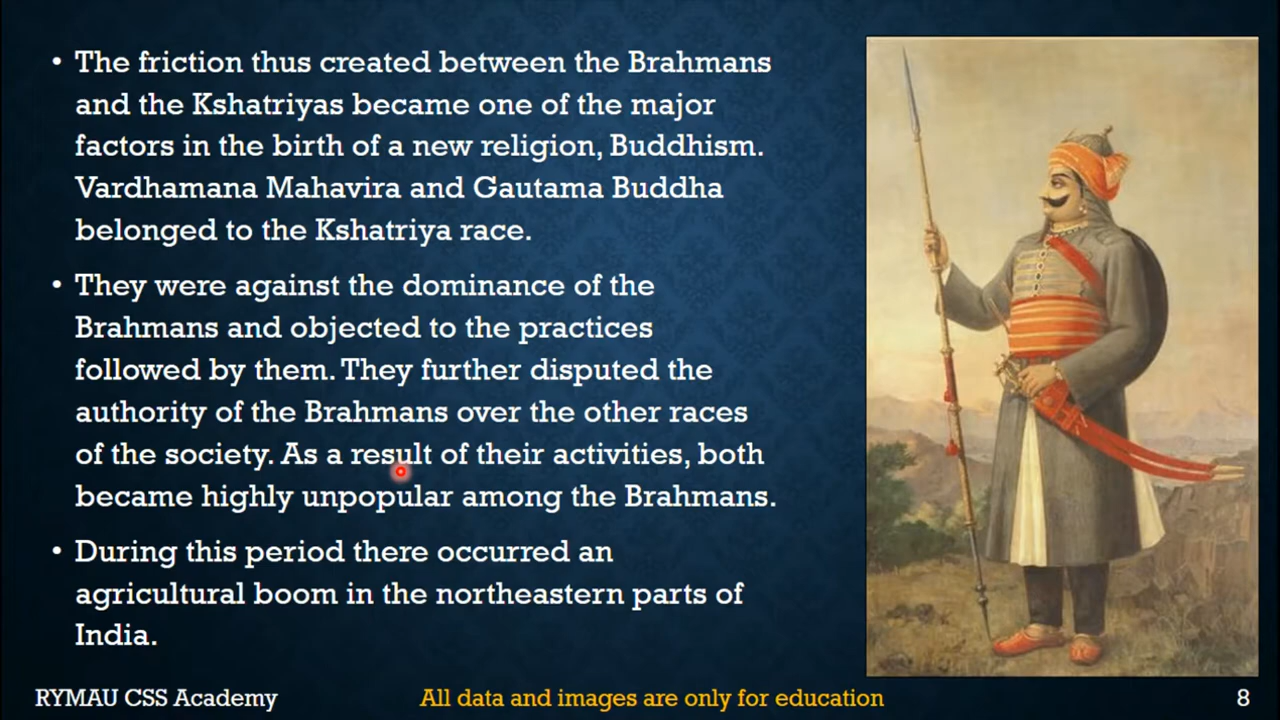 • The friction thus created between the Brahmans
and the Kshatriyas became one of the major
factors in the birth of a new religion, Buddhism.
Vardhamana Mahavira and Gautama Buddha
belonged to the Kshatriya race.
• They were against the dominance of the
Brahmans and objected to the practices
followed by them. They further disputed the
authority of the Brahmans over the other races
of the society. As a result of their activities, both
became highly unpopular among the Brahmans.
• During this period there occurred an
agricultural boom in the northeastern parts of
India.
RYMAU CSS Academy
All data and images are only for education
8